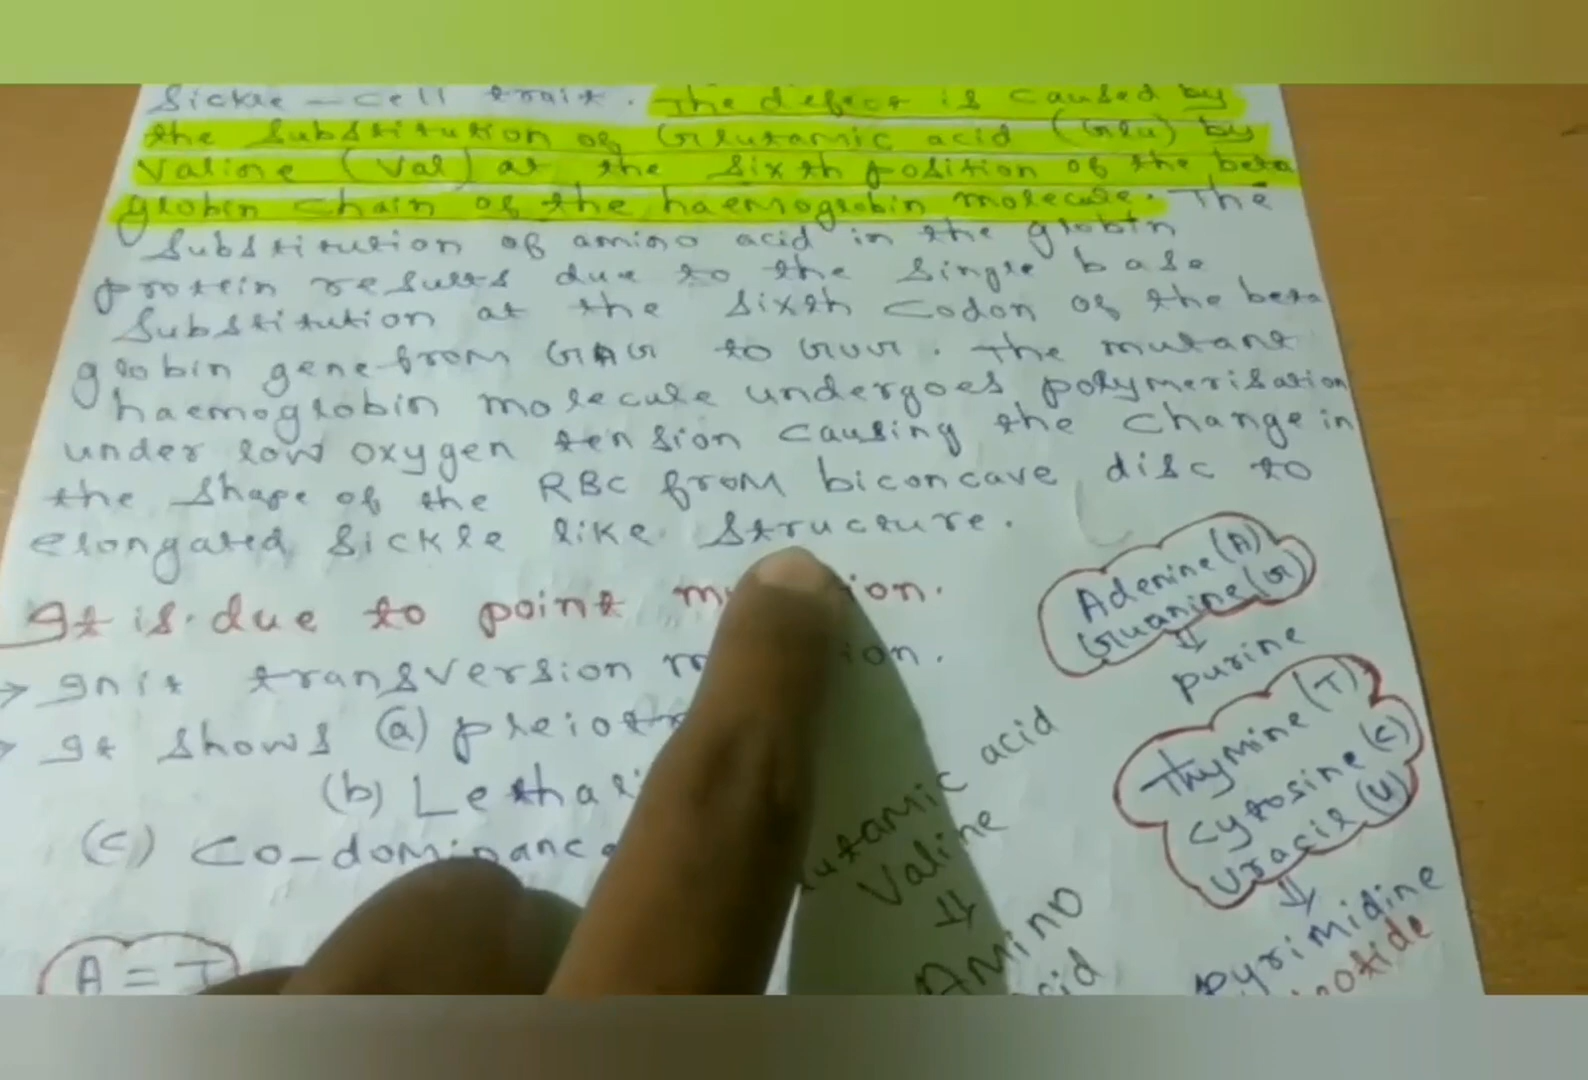 Sickle-cell trait. The defect is caused by
the substitution of Glutamic acid (Glu) by
Valine (Val) at the sixth position of the beta
globin chain of the haemoglobin molecule. The
substitution of amino acid in the globin
protein results due to the single base
substitution at the sixth codon of the beta
globin gene from GAG to GUG. The mutant
haemoglobin molecule undergoes polymerisation
under low oxygen tension causing the change in
the shape of the RBC from biconcave disc to
elongated sickle like structure.
It is due to point
→ transversion
→ It shows (a)
(b)
(c) Co-dominance
A = T
Adenine (A)
Guanine (G)
⇓
purine
Thymine (T)
Cytosine (C)
Uracil (U)
⇓
pyrimidine
acid
Valine
⇓
Amino